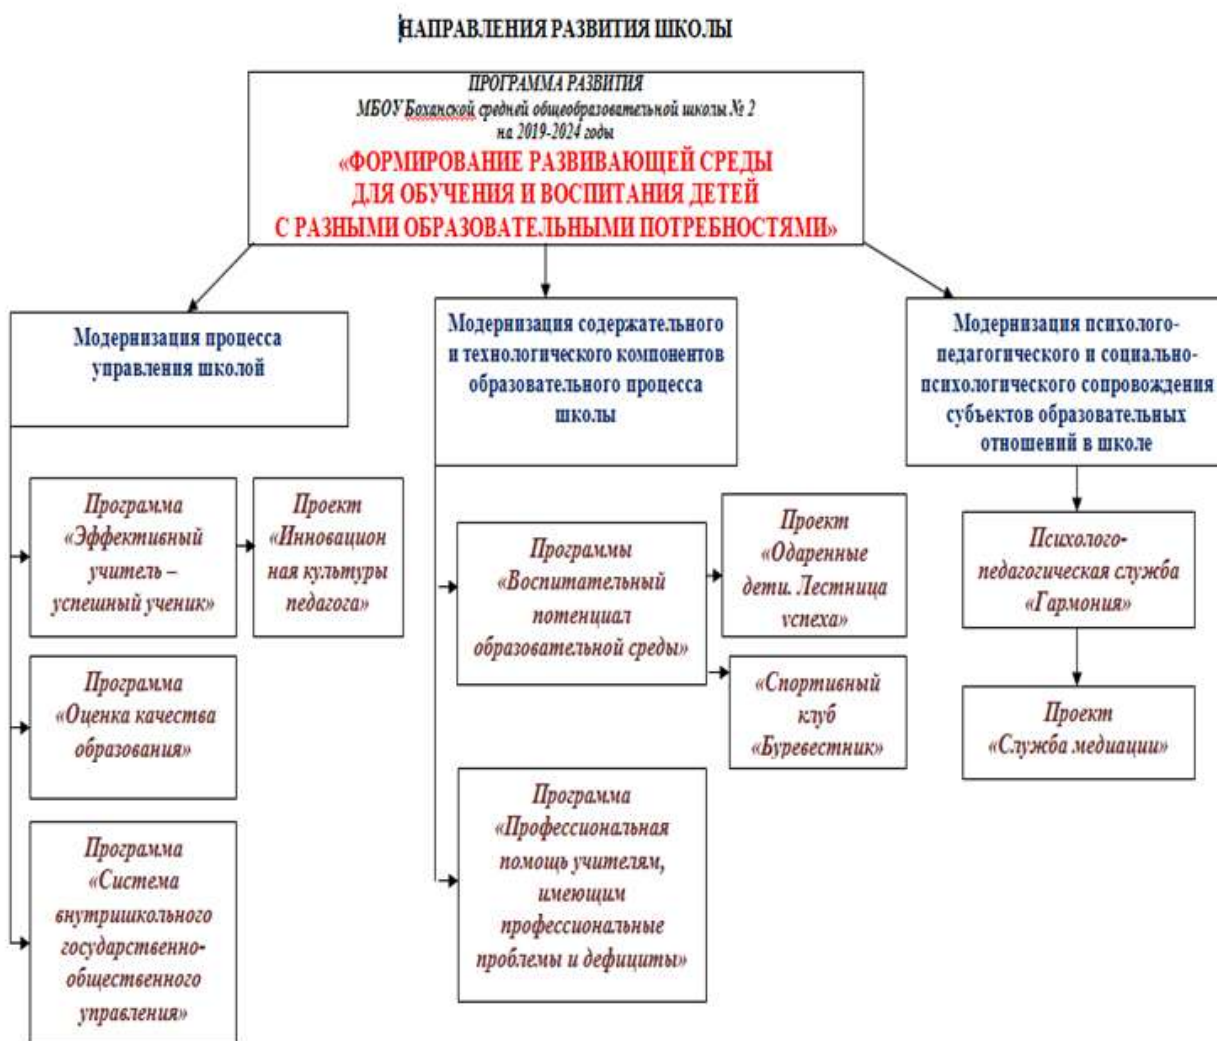 НАПРАВЛЕНИЯ РАЗВИТИЯ ШКОЛЫ
ПРОГРАММА РАЗВИТИЯ
МБОУ Боханской средней общеобразовательной школы № 2
на 2019-2024 годы
«ФОРМИРОВАНИЕ РАЗВИВАЮЩЕЙ СРЕДЫ
ДЛЯ ОБУЧЕНИЯ И ВОСПИТАНИЯ ДЕТЕЙ
С РАЗНЫМИ ОБРАЗОВАТЕЛЬНЫМИ ПОТРЕБНОСТЯМИ»
Модернизация процесса
управления школой
Программа
«Эффективный
учитель –
успешный ученик»
Проект
«Инновацион
ная культуры
педагога»
Программа
«Оценка качества
образования»
Программа
«Система
внутришкольного
государственно-
общественного
управления»
Модернизация содержательного
и технологического компонентов
образовательного процесса
школы
Программы
«Воспитательный
потенциал
образовательной среды»
Проект
«Одаренные
дети. Лестница
успеха»
«Спортивный
клуб
«Буревестник»
Программа
«Профессиональная
помощь учителям,
имеющим
профессиональные
проблемы и дефициты»
Модернизация психолого-
педагогического и социально-
психологического сопровождения
субъектов образовательных
отношений в школе
Психолого-
педагогическая служба
«Гармония»
Проект
«Служба медиации»